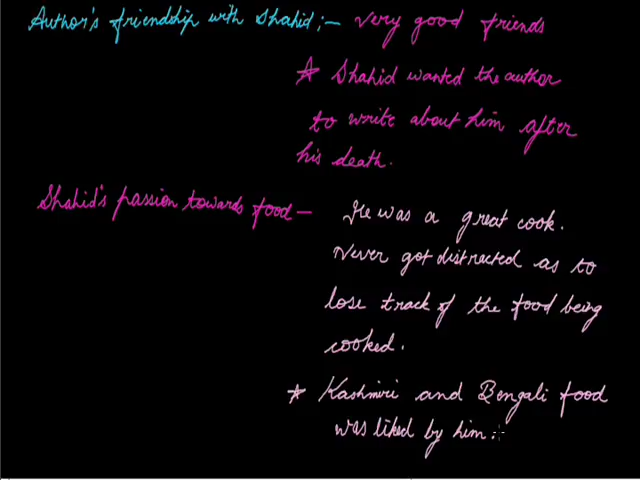 Author's friendship with Shahid :- Very good friends
* Shahid wanted the author
to write about him after
his death.
Shahid's passion towards food - He was a great cook.
Never got distracted as to
lose track of the food being
cooked.
* Kashmiri and Bengali food
was liked by him.